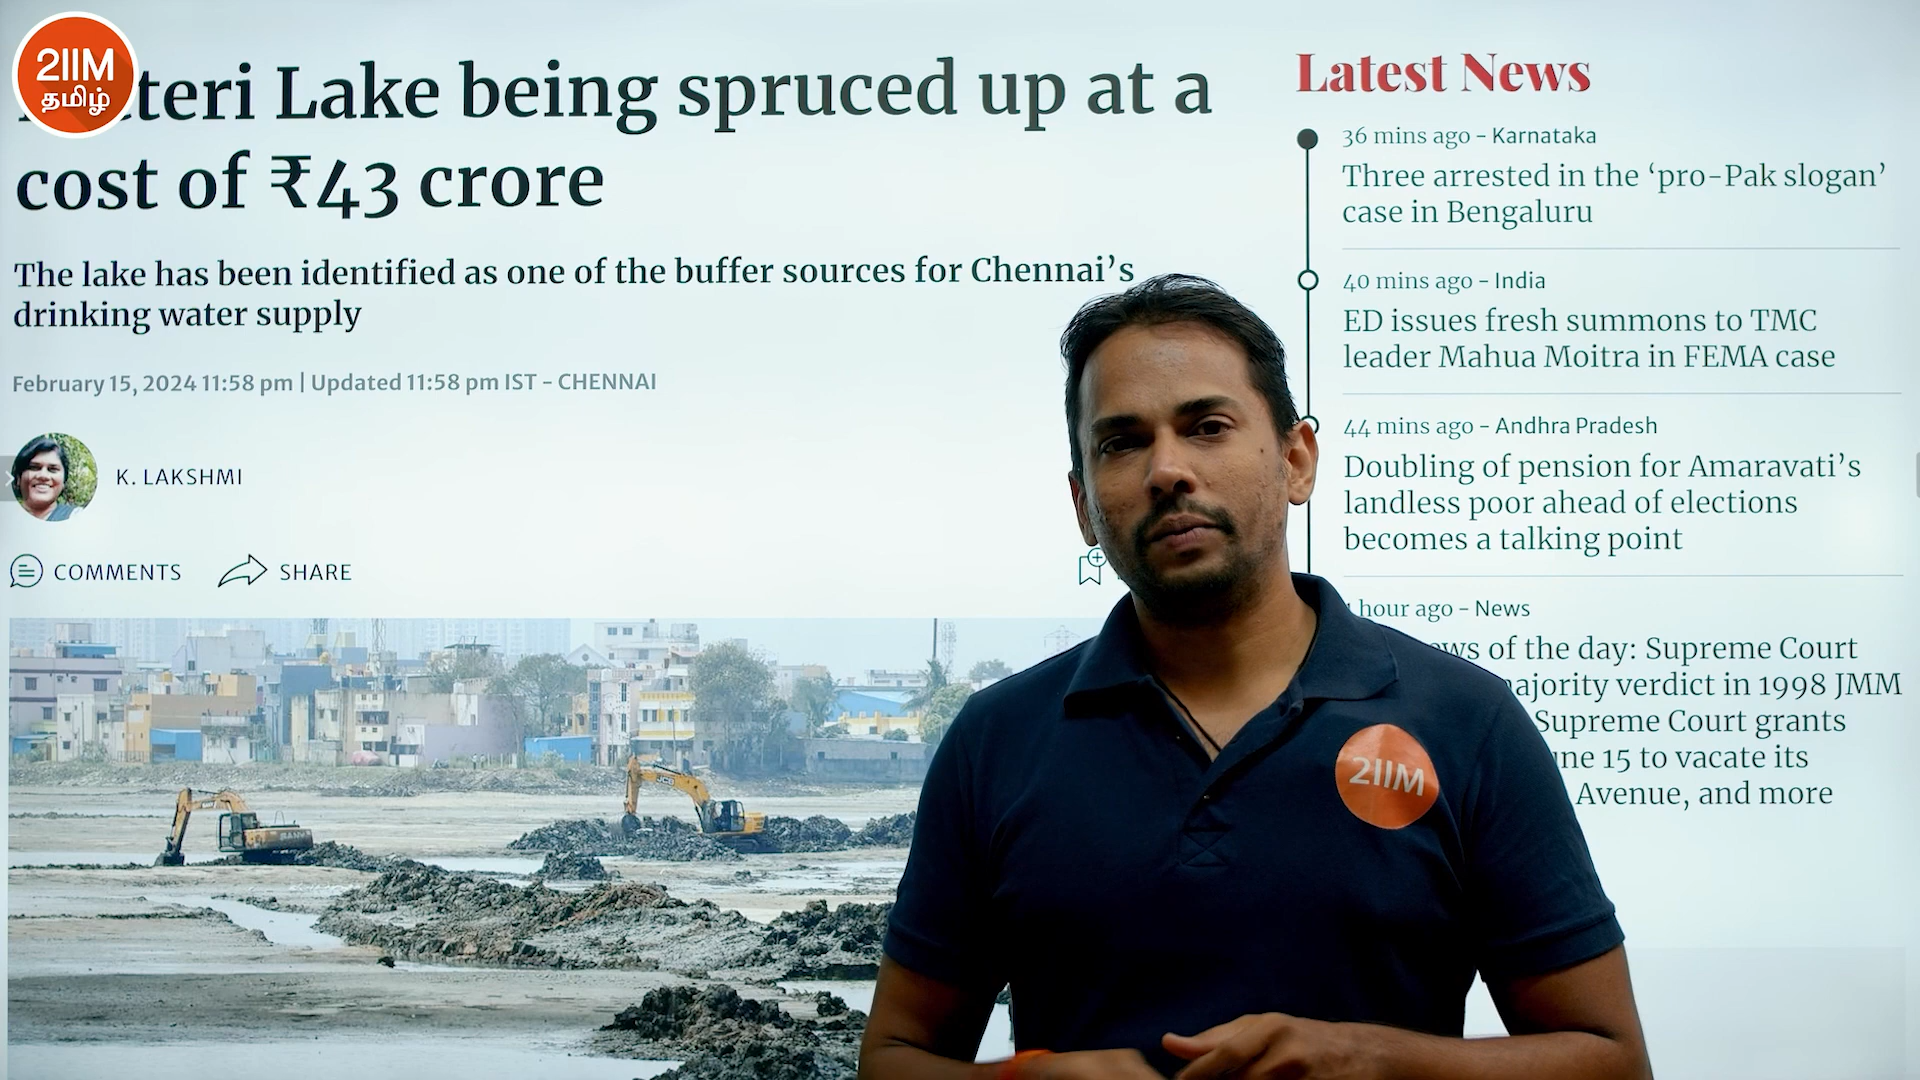 2IIM
தமிழ்
teri Lake being spruced up at a
cost of ₹43 crore
The lake has been identified as one of the buffer sources for Chennai’s
drinking water supply
February 15, 2024 11:58 pm | Updated 11:58 pm IST - CHENNAI
K. LAKSHMI
COMMENTS
SHARE
Latest News
36 mins ago - Karnataka
Three arrested in the ‘pro-Pak slogan’
case in Bengaluru
40 mins ago - India
ED issues fresh summons to TMC
leader Mahua Moitra in FEMA case
44 mins ago - Andhra Pradesh
Doubling of pension for Amaravati’s
landless poor ahead of elections
becomes a talking point
hour ago - News
of the day: Supreme Court
verdict in 1998 JMM
Supreme Court grants
15 to vacate its
Avenue, and more
JCB
SANY
2IIM